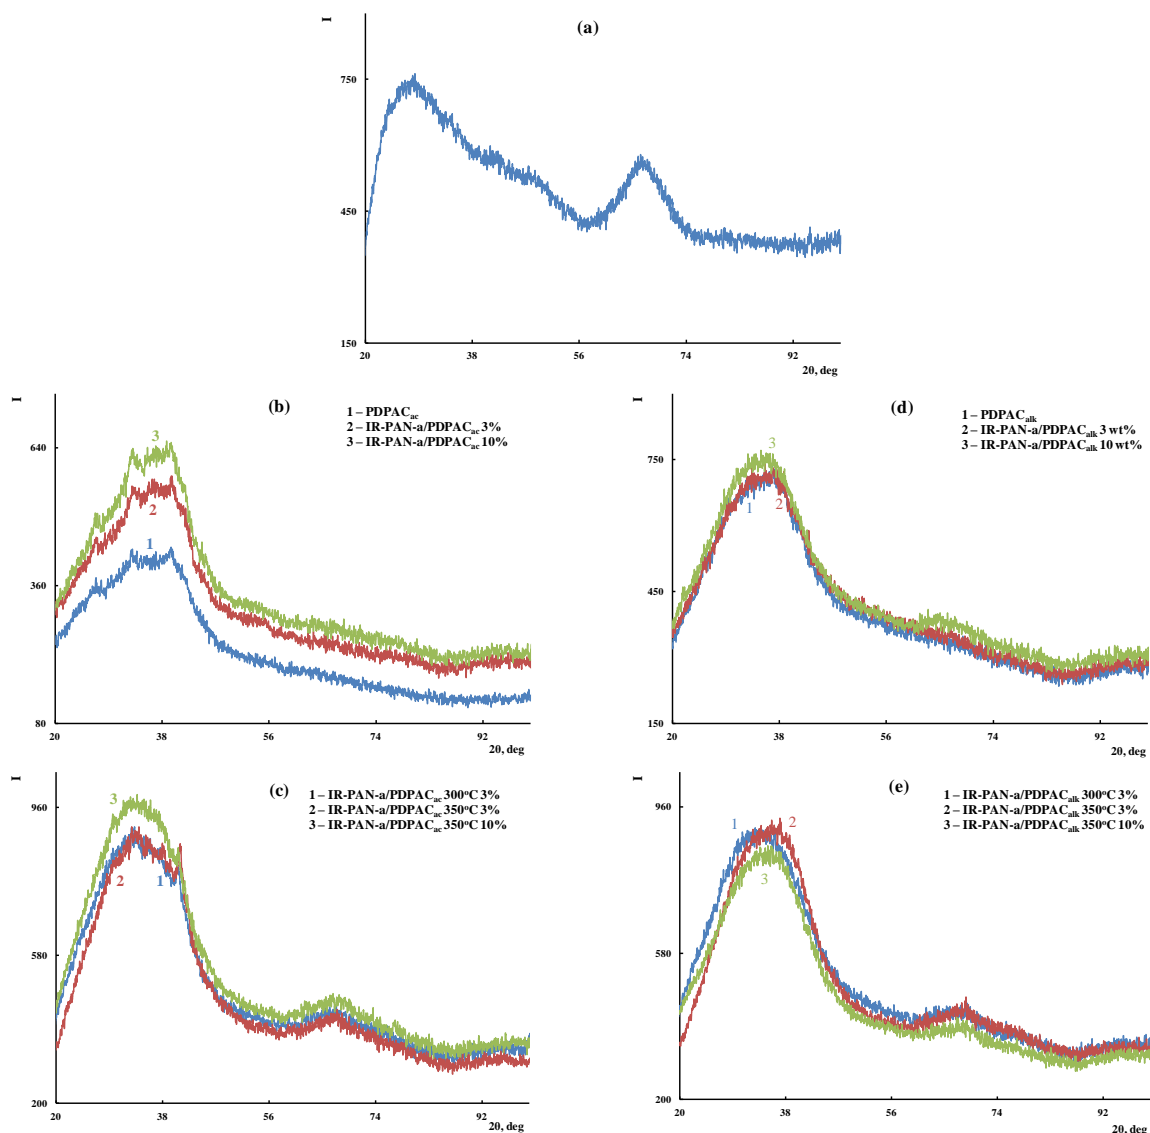 I
(a)
750
450
150
20 38 56 74 92
2θ, deg
I
(b)
1 – PDPACac
2 – IR-PAN-a/PDPACac 3%
3 – IR-PAN-a/PDPACac 10%
640
3
2
1
360
80
20 38 56 74 92
2θ, deg
I
(d)
1 – PDPACalk
2 – IR-PAN-a/PDPACalk 3 wt%
3 – IR-PAN-a/PDPACalk 10 wt%
750
3
1 2
450
150
20 38 56 74 92
2θ, deg
I
(c)
1 – IR-PAN-a/PDPACac 300ºC 3%
2 – IR-PAN-a/PDPACac 350ºC 3%
3 – IR-PAN-a/PDPACac 350ºC 10%
960
3
2 1
580
200
20 38 56 74 92
2θ, deg
I
(e)
1 – IR-PAN-a/PDPACalk 300ºC 3%
2 – IR-PAN-a/PDPACalk 350ºC 3%
3 – IR-PAN-a/PDPACalk 350ºC 10%
960
1 2
3
580
200
20 38 56 74 92
2θ, deg